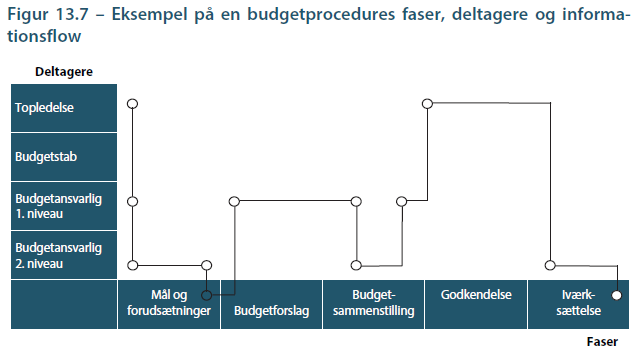 Figur 13.7 – Eksempel på en budgetprocedures faser, deltagere og informa-
tionsflow
Deltagere
Topledelse
Budgetstab
Budgetansvarlig
1. niveau
Budgetansvarlig
2. niveau
Mål og
forudsætninger
Budgetforslag
Budget-
sammenstilling
Godkendelse
Iværk-
sættelse
Faser